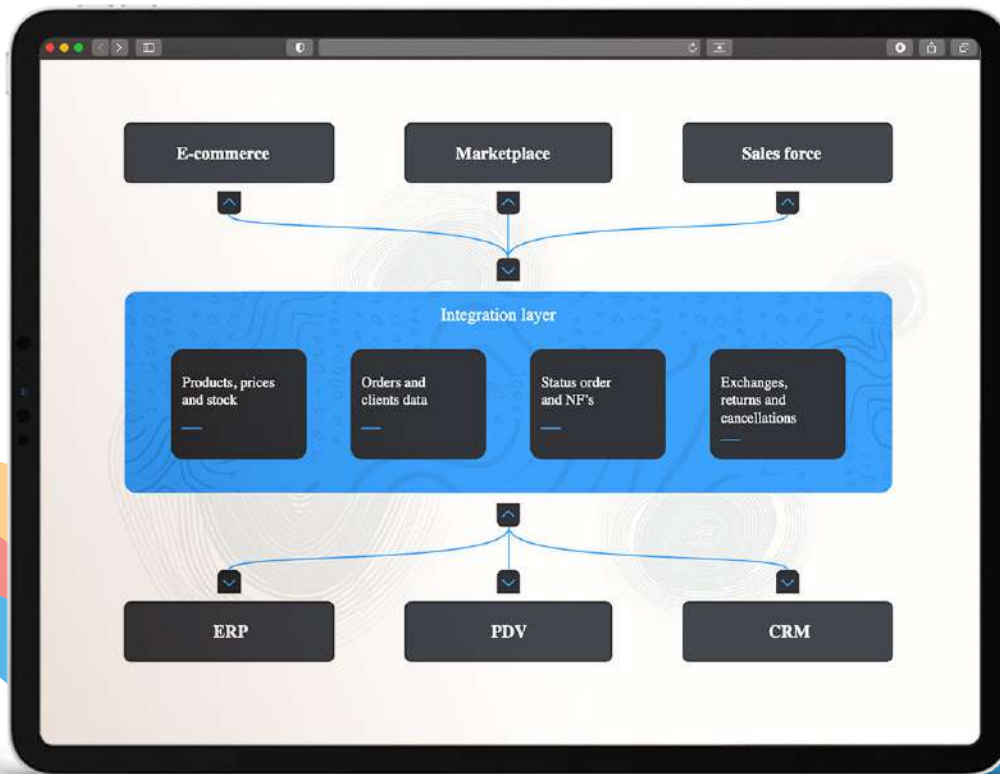 E-commerce
Marketplace
Sales force
Integration layer
Products, prices
and stock
Orders and
clients data
Status order
and NF's
Exchanges,
returns and
cancellations
ERP
PDV
CRM